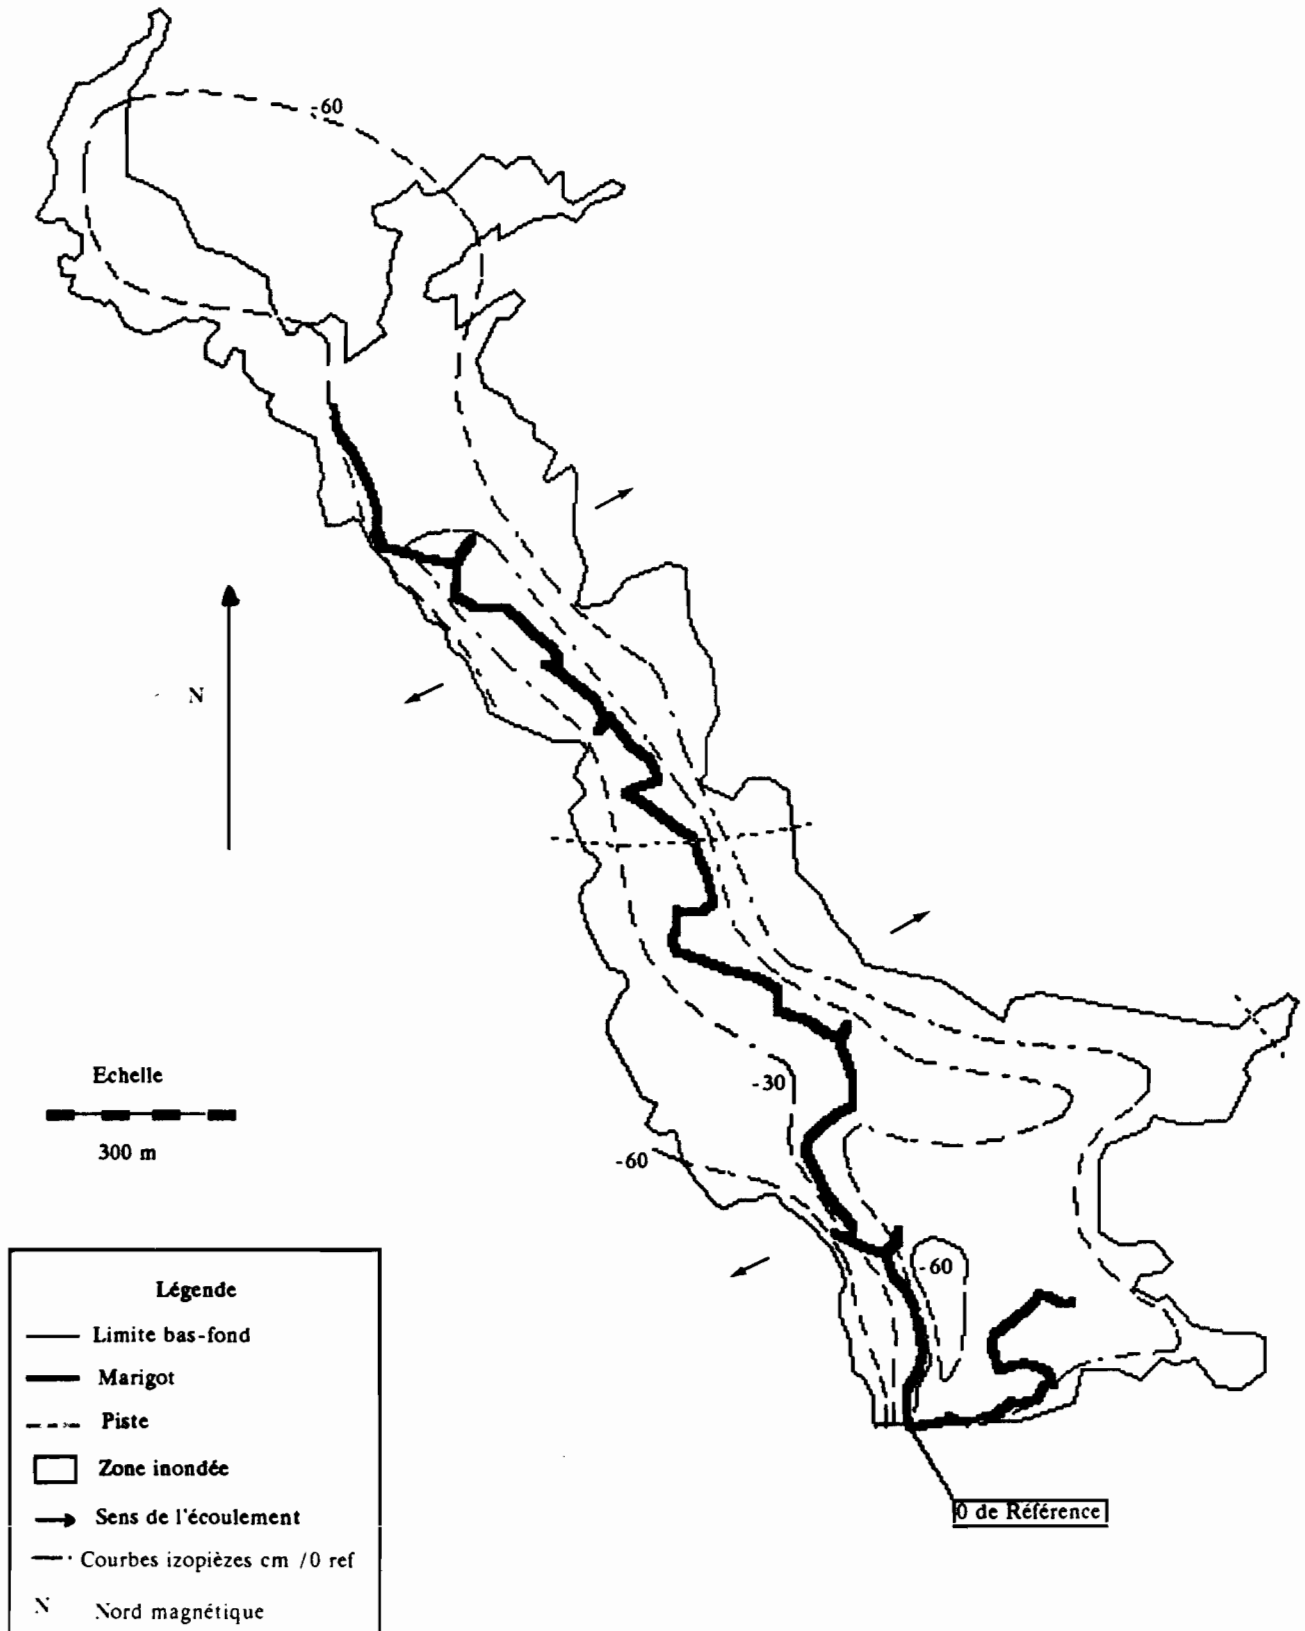 -60
N
Echelle
300 m
-30
-60
-60
0 de Référence
Légende
Limite bas-fond
Marigot
Piste
Zone inondée
Sens de l'écoulement
Courbes izopièzes cm /0 ref
N Nord magnétique